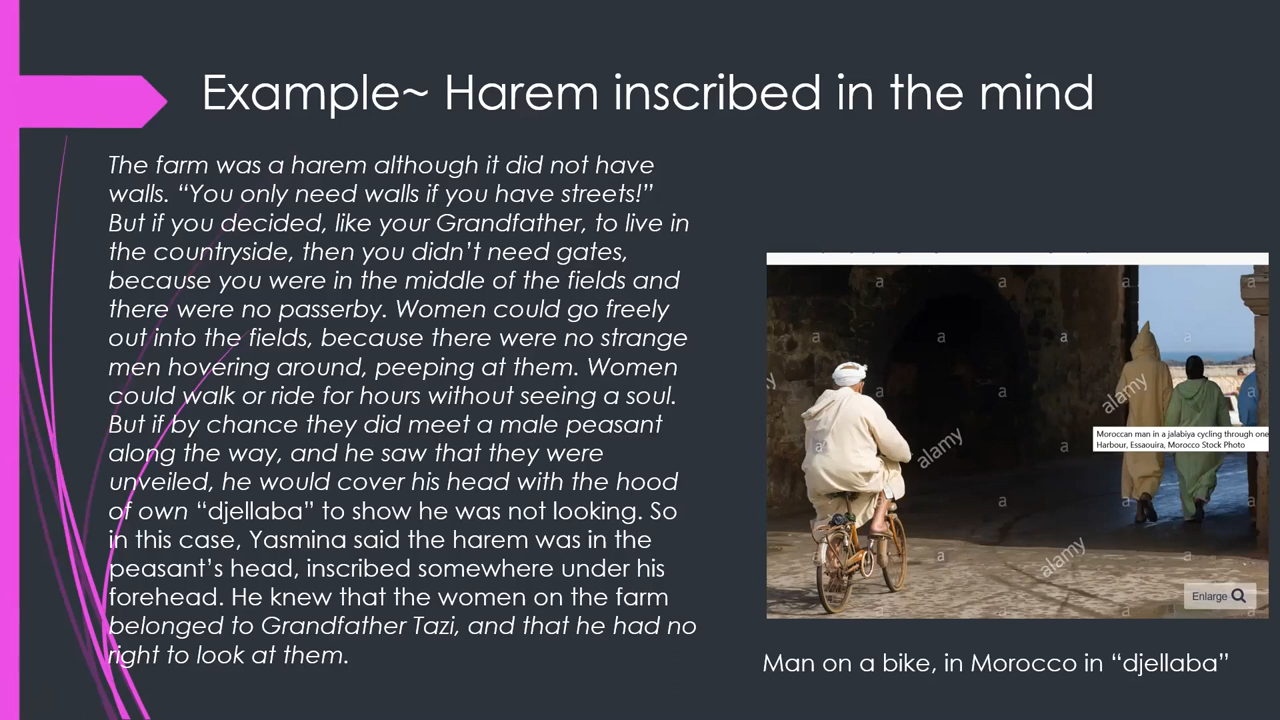 Example~ Harem inscribed in the mind
The farm was a harem although it did not have
walls. “You only need walls if you have streets!”
But if you decided, like your Grandfather, to live in
the countryside, then you didn’t need gates,
because you were in the middle of the fields and
there were no passerby. Women could go freely
out into the fields, because there were no strange
men hovering around, peeping at them. Women
could walk or ride for hours without seeing a soul.
But if by chance they did meet a male peasant
along the way, and he saw that they were
unveiled, he would cover his head with the hood
of own “djellaba” to show he was not looking. So
in this case, Yasmina said the harem was in the
peasant’s head, inscribed somewhere under his
forehead. He knew that the women on the farm
belonged to Grandfather Tazi, and that he had no
right to look at them.
a a a a
a a a
alamy
a a
alamy
a a
a a
alamy
a a a
Moroccan man in a jalabiya cycling through one
Harbour, Essaouira, Morocco Stock Photo
Enlarge
Man on a bike, in Morocco in “djellaba”